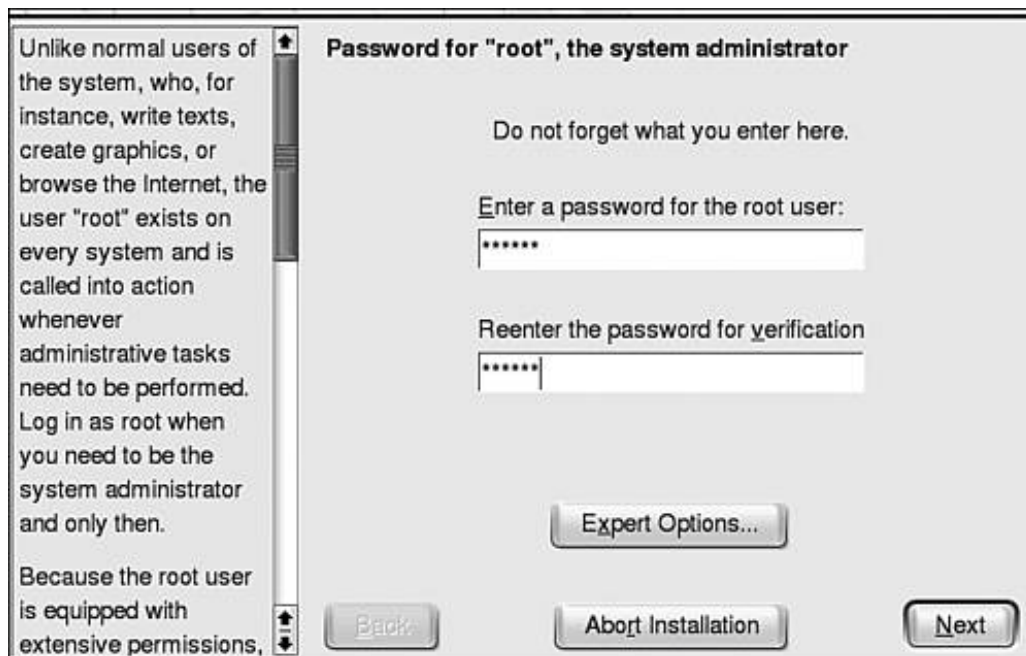 Unlike normal users of
the system, who, for
instance, write texts,
create graphics, or
browse the Internet, the
user "root" exists on
every system and is
called into action
whenever
administrative tasks
need to be performed.
Log in as root when
you need to be the
system administrator
and only then.
Because the root user
is equipped with
extensive permissions,
Password for "root", the system administrator
Do not forget what you enter here.
Enter a password for the root user:
******
Reenter the password for verification
******
Expert Options...
Back
Abort Installation
Next